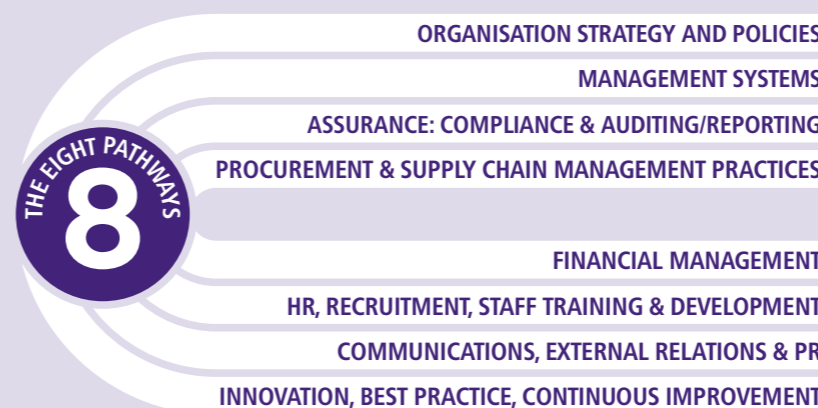 ORGANISATION STRATEGY AND POLICIES
MANAGEMENT SYSTEMS
ASSURANCE: COMPLIANCE & AUDITING/REPORTING
PROCUREMENT & SUPPLY CHAIN MANAGEMENT PRACTICES
THE EIGHT PATHWAYS
8
FINANCIAL MANAGEMENT
HR, RECRUITMENT, STAFF TRAINING & DEVELOPMENT
COMMUNICATIONS, EXTERNAL RELATIONS & PR
INNOVATION, BEST PRACTICE, CONTINUOUS IMPROVEMENT